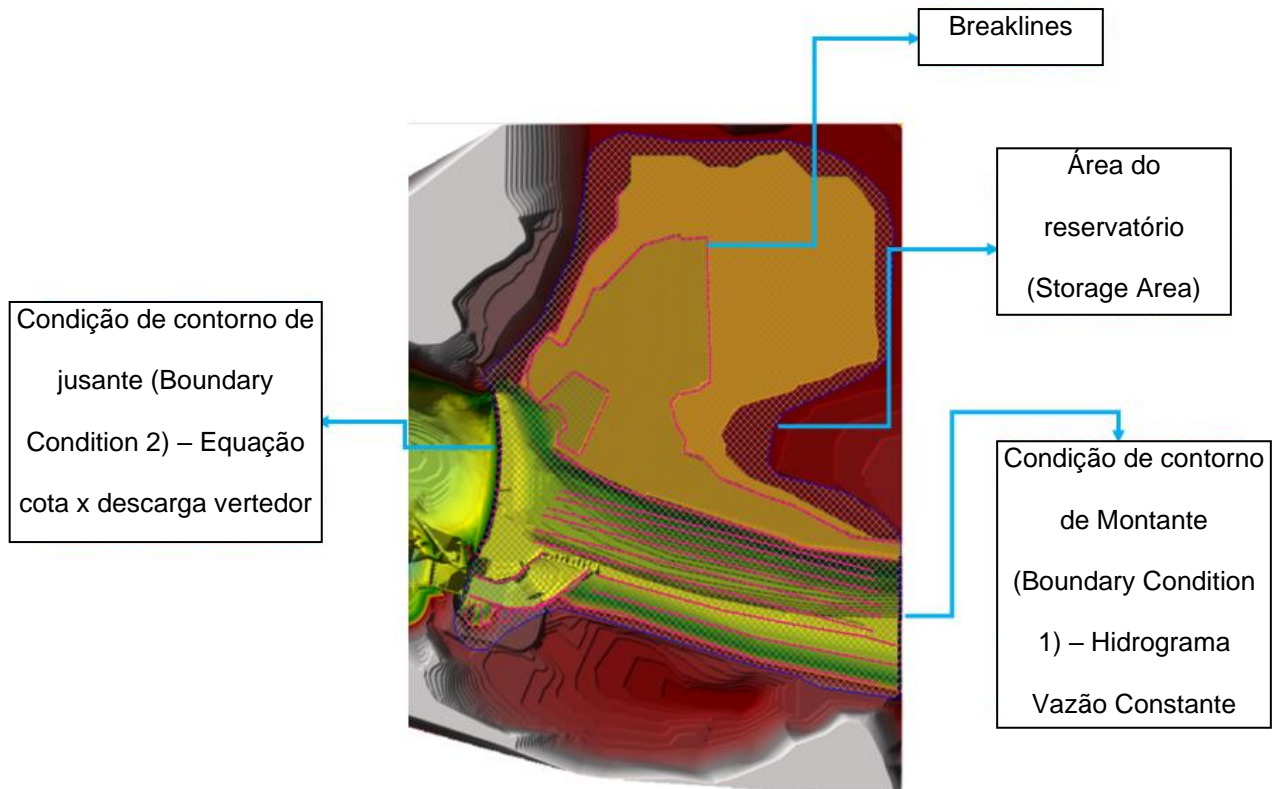 Breaklines
Área do
reservatório
(Storage Area)
Condição de contorno de
jusante (Boundary
Condition 2) – Equação
cota x descarga vertedor
Condição de contorno
de Montante
(Boundary Condition
1) – Hidrograma
Vazão Constante